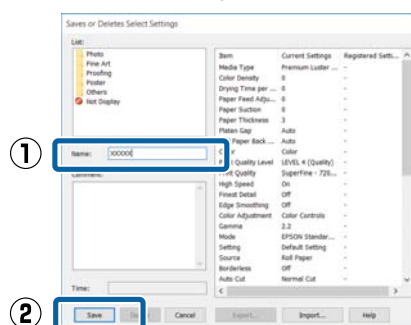 Saves or Deletes Select Settings
List:
Photo
Fine Art
Proofing
Poster
Others
Not Display
①
Name: XXXXXX
Comment:
Time:
Item Current Settings Registered Setti...
Media Type Premium Luster ... -
Color Density 0 -
Drying Time per ... 0 -
Paper Feed Adju... 0 -
Paper Suction 0 -
Paper Thickness 3 -
Platen Gap Auto -
Paper Back ... Auto -
Color -
Quality Level LEVEL 4 (Quality) -
Quality SuperFine - 720... -
High Speed On -
Finest Detail Off -
Edge Smoothing Off -
Color Adjustment Color Controls -
Gamma 2.2 -
Mode EPSON Standar... -
Setting Default Setting -
Source Roll Paper -
Borderless Off -
Auto Cut Normal Cut -
②
Save Cancel Export... Import... Help